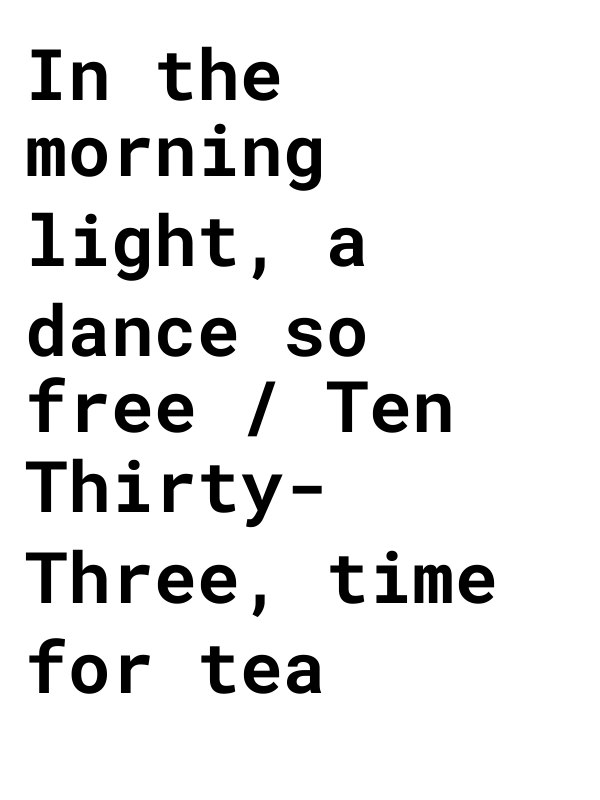 In the
morning
light, a
dance so
free / Ten
Thirty-
Three, time
for tea